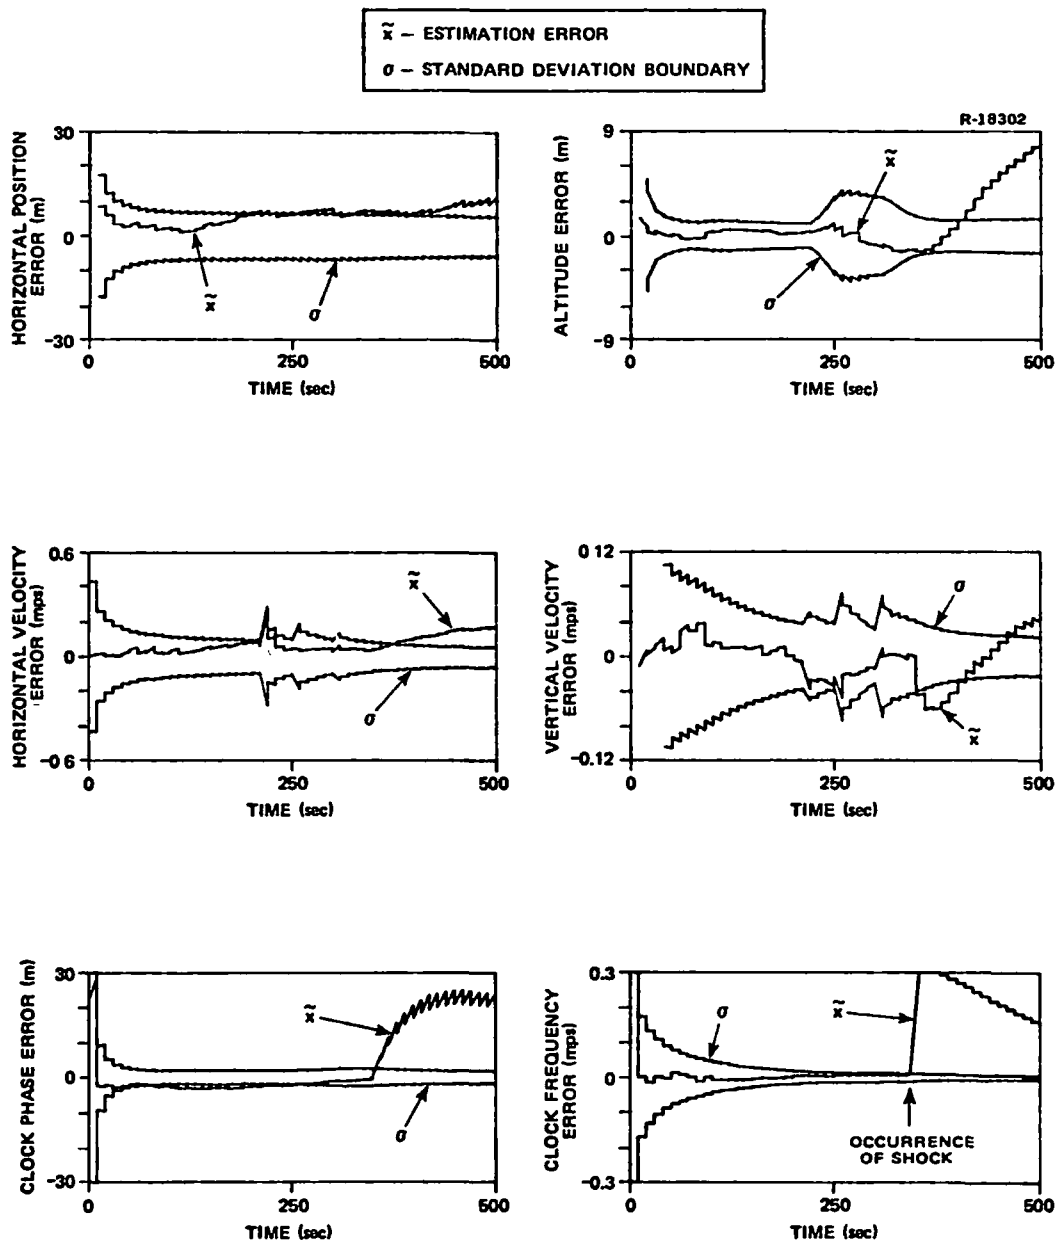 x̃ – ESTIMATION ERROR
σ – STANDARD DEVIATION BOUNDARY
R-18302
HORIZONTAL POSITION
ERROR (m)
30
0
-30
x̃
σ
0
250
500
TIME (sec)
ALTITUDE ERROR (m)
9
0
-9
x̃
σ
0
250
500
TIME (sec)
HORIZONTAL VELOCITY
ERROR (mps)
0.6
0
-0 6
x̃
σ
0
250
500
TIME (sec)
VERTICAL VELOCITY
ERROR (mps)
0.12
0
-0.12
σ
x̃
0
250
500
TIME (sec)
CLOCK PHASE ERROR (m)
30
0
-30
x̃
σ
0
250
500
TIME (sec)
CLOCK FREQUENCY
ERROR (mps)
0.3
0
-0.3
σ
x̃
OCCURRENCE
OF SHOCK
0
250
500
TIME (sec)